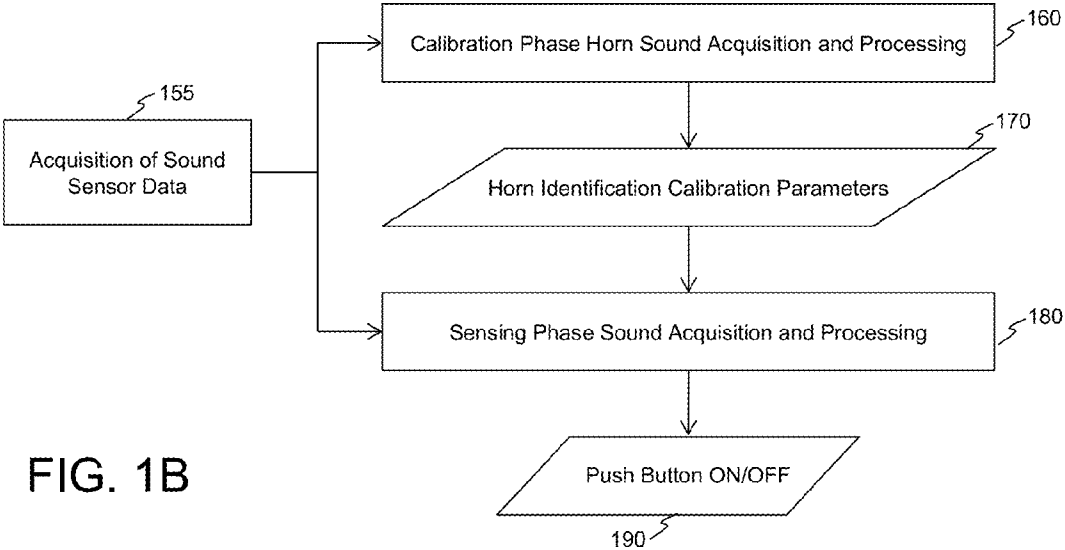 Calibration Phase Horn Sound Acquisition and Processing
160
155
Acquisition of Sound
Sensor Data
170
Horn Identification Calibration Parameters
Sensing Phase Sound Acquisition and Processing
180
Push Button ON/OFF
190
FIG. 1B